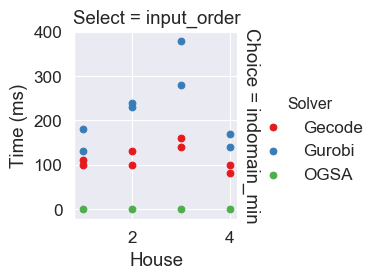 Select = input_order
400
300
200
100
0
Time (ms)
2
4
House
Choice = indomain_min
Solver
Gecode
Gurobi
OGSA